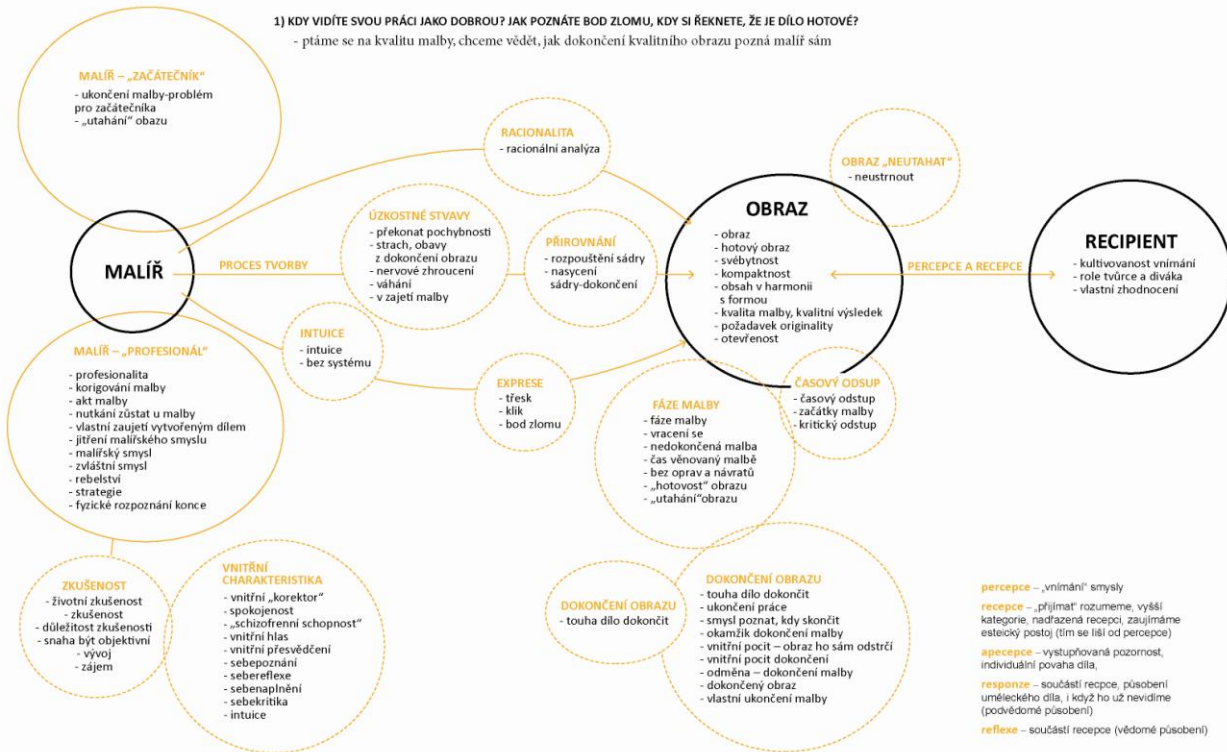 1) KDY VIDÍTE SVOU PRÁCI JAKO DOBROU? JAK POZNÁTE BOD ZLOMU, KDY SI ŘEKNETE, ŽE JE DÍLO HOTOVÉ?
- ptáme se na kvalitu malby, chceme vědět, jak dokončení kvalitního obrazu pozná malíř sám
MALÍŘ – „ZAČÁTEČNÍK“
- ukončení malby-problém
pro začátečníka
- „utahání“ obazu
RACIONALITA
- racionální analýza
OBRAZ „NEUTAHAT“
- neustrnout
MALÍŘ
PROCES TVORBY
ÚZKOSTNÉ STVAVY
- překonat pochybnosti
- strach, obavy
z dokončení obrazu
- nervové zhroucení
- váhání
- v zajetí malby
PŘIROVNÁNÍ
- rozpouštění sádry
- nasycení
sádry-dokončení
OBRAZ
- obraz
- hotový obraz
- svébytnost
- kompaktnost
- obsah v harmonii
s formou
- kvalita malby, kvalitní výsledek
- požadavek originality
- otevřenost
PERCEPCE A RECEPCE
RECIPIENT
- kultivovanost vnímání
- role tvůrce a diváka
- vlastní zhodnocení
INTUICE
- intuice
- bez systému
MALÍŘ – „PROFESIONÁL“
- profesionalita
- korigování malby
- akt malby
- nutkání zůstat u malby
- vlastní zaujetí vytvořeným dílem
- jitření malířského smyslu
- malířský smysl
- zvláštní smysl
- rebelství
- strategie
- fyzické rozpoznání konce
EXPRESE
- třesk
- klik
- bod zlomu
FÁZE MALBY
- fáze malby
- vracení se
- nedokončená malba
- čas věnovaný malbě
- bez oprav a návratů
- „hotovost“ obrazu
- „utahání“obrazu
ČASOVÝ ODSUP
- časový odstup
- začátky malby
- kritický odstup
ZKUŠENOST
- životní zkušenost
- zkušenost
- důležitost zkušenosti
- snaha být objektivní
- vývoj
- zájem
VNITŘNÍ
CHARAKTERISTIKA
- vnitřní „korektor“
- spokojenost
- „schizofrenní schopnost“
- vnitřní hlas
- vnitřní přesvědčení
- sebepoznání
- sebereflexe
- sebenaplnění
- sebekritika
- intuice
DOKONČENÍ OBRAZU
- touha dílo dokončit
DOKONČENÍ OBRAZU
- touha dílo dokončit
- ukončení práce
- smysl poznat, kdy skončit
- okamžik dokončení malby
- vnitřní pocit – obraz ho sám odstrčí
- vnitřní pocit dokončení
- odměna – dokončení malby
- dokončený obraz
- vlastní ukončení malby
percepce – „vnímání“ smysly
recepce – „přijímat“ rozumeme, vyšší
kategorie, nadřazená recepci, zaujímáme
esteický postoj (tím se liší od percepce)
apecepce – vystupňovaná pozornost,
individuální povaha díla,
responze – součástí recpce, působení
uměleckého díla, i když ho už nevidíme
(podvědomé působení)
reflexe – součástí recepce (vědomé působení)